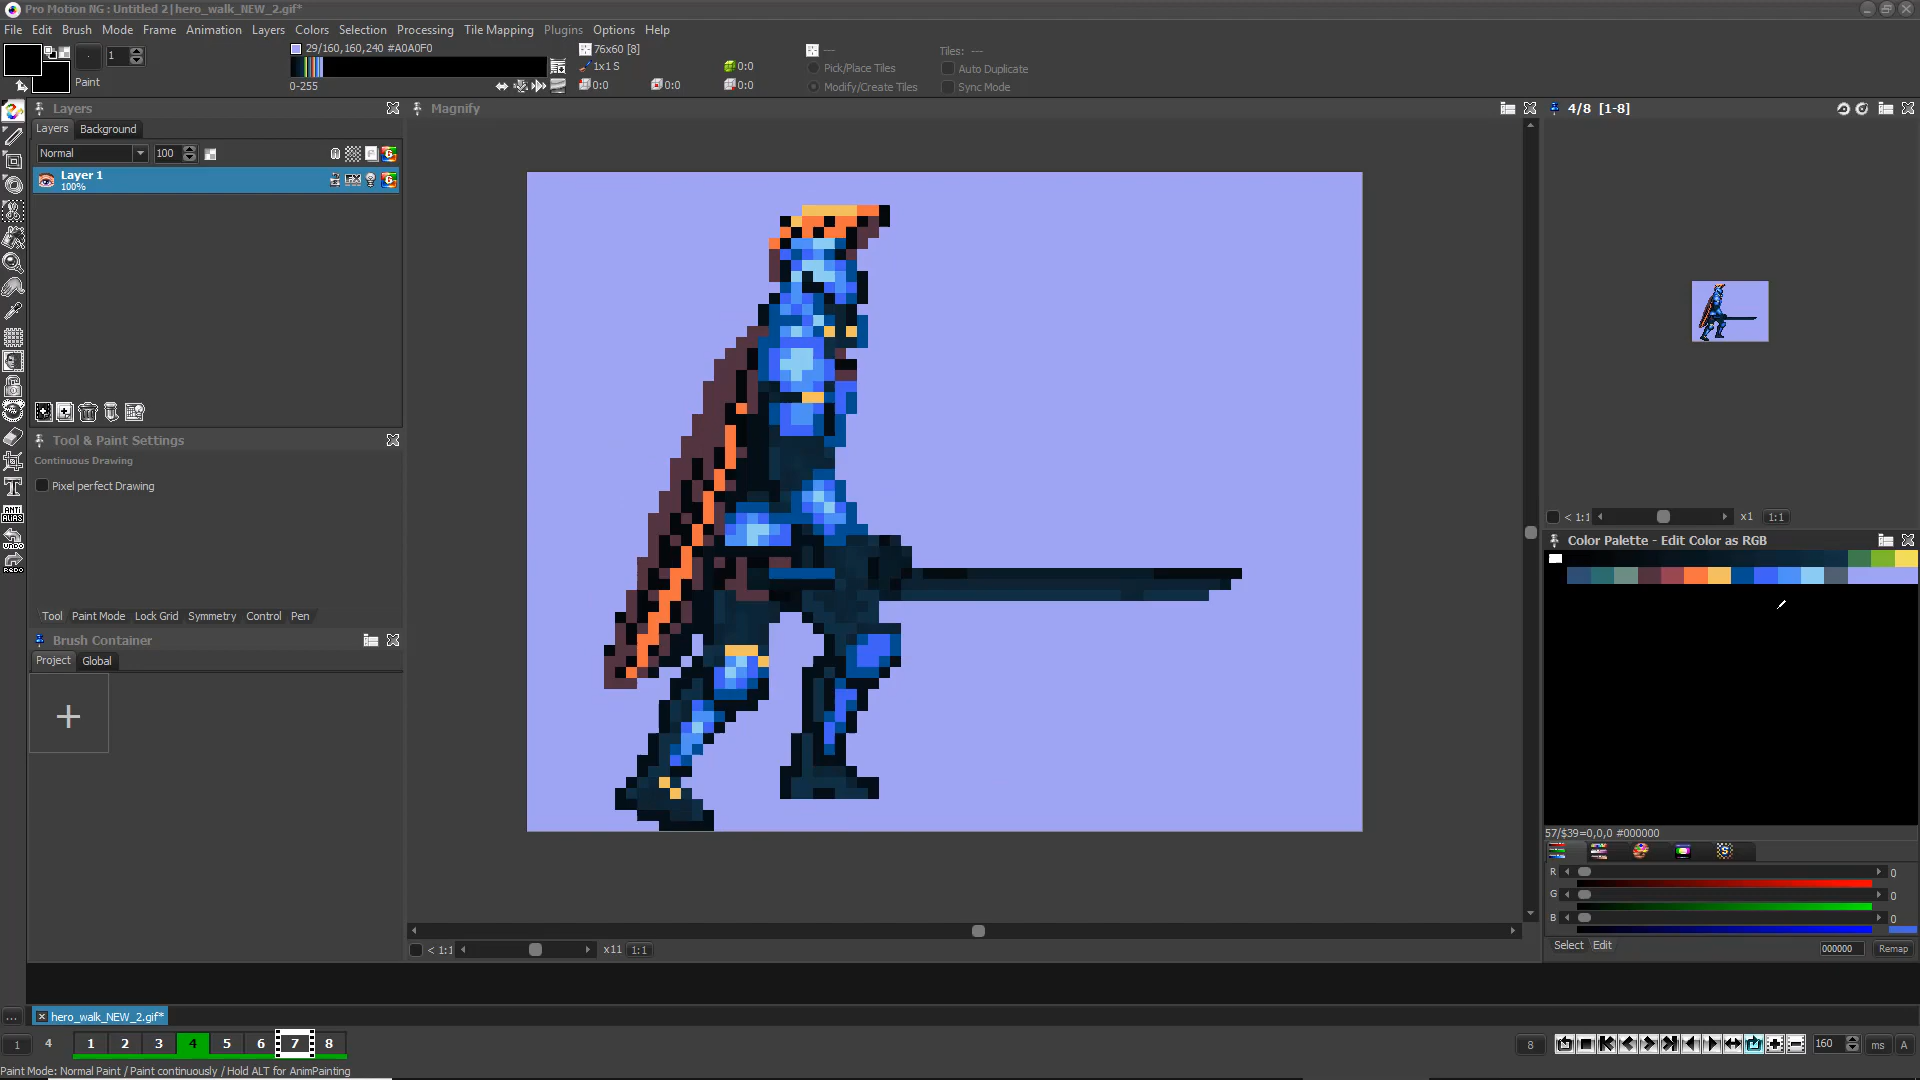 Pro Motion NG : Untitled 2 | hero_walk_NEW_2.gif*
File Edit Brush Mode Frame Animation Layers Colors Selection Processing Tile Mapping Plugins Options Help
1
Paint
29/160,160,240 #A0A0F0
0-255
76x60 [8]
1x1 S
0:0
0:0
0:0
0:0
---
Pick/Place Tiles
Modify/Create Tiles
Tiles: ---
Auto Duplicate
Sync Mode
Layers
Layers Background
Normal 100
Layer 1
100%
Tool & Paint Settings
Continuous Drawing
Pixel perfect Drawing
Tool Paint Mode Lock Grid Symmetry Control Pen
Brush Container
Project Global
+
ANTI
ALIAS
UNDO
REDO
Magnify
< 1:1 x11 1:1
4/8 [1-8]
< 1:1 x1 1:1
Color Palette - Edit Color as RGB
57/$39=0,0,0 #000000
R 0
G 0
B 0
Select Edit 000000 Remap
... hero_walk_NEW_2.gif*
1 4 1 2 3 4 5 6 7 8 8 160 ms A
Paint Mode: Normal Paint / Paint continuously / Hold ALT for AnimPainting